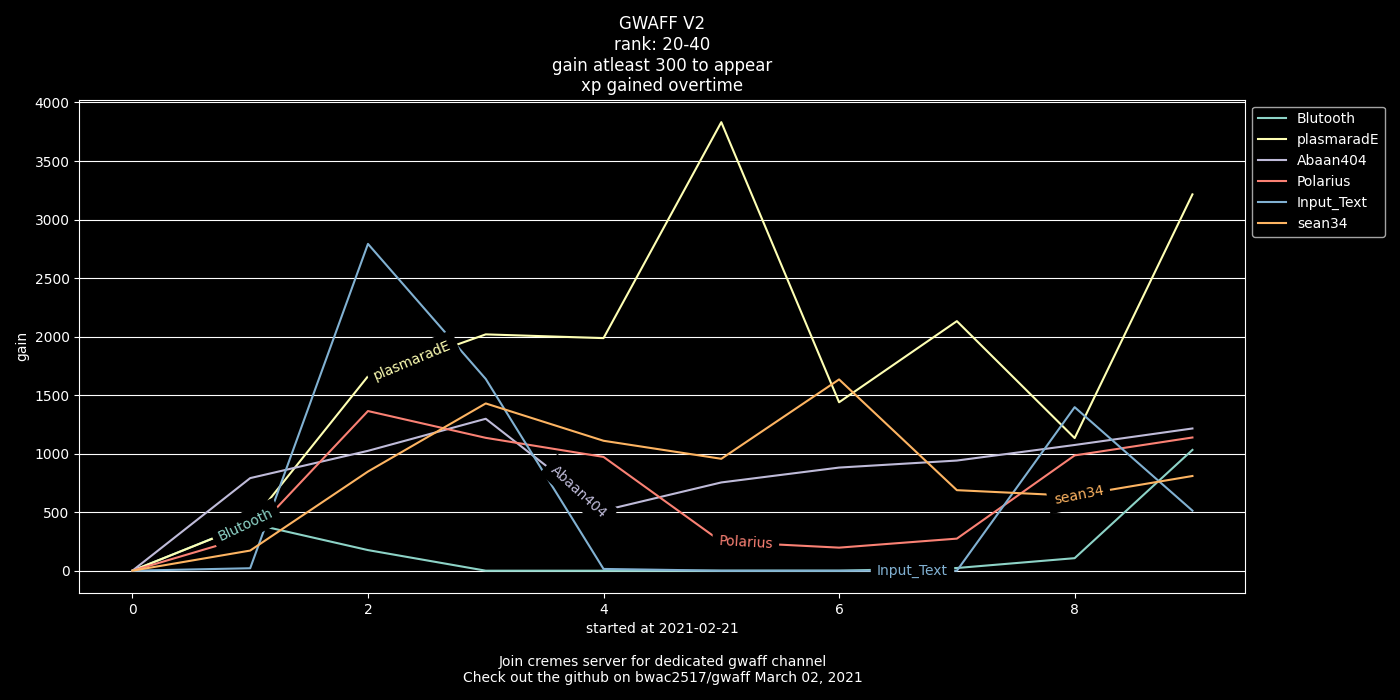 GWAFF V2
rank: 20-40
gain atleast 300 to appear
xp gained overtime
4000
3500
3000
2500
2000
1500
1000
500
0
gain
Blutooth
plasmaradE
Abaan404
Polarius
Input_Text
sean34
plasmaradE
Blutooth
Abaan404
Polarius
Input_Text
sean34
0 2 4 6 8
started at 2021-02-21
Join cremes server for dedicated gwaff channel
Check out the github on bwac2517/gwaff March 02, 2021